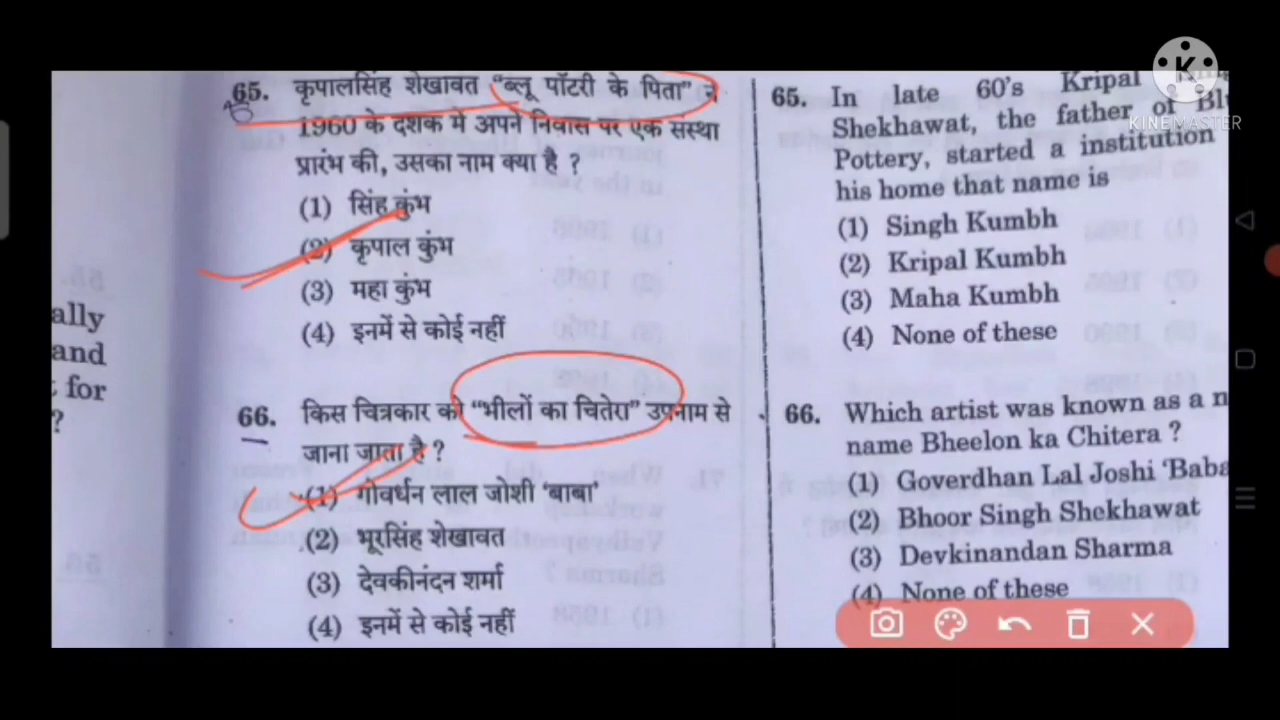 65. कृपालसिंह शेखावत "ब्लू पॉटरी के पिता" ने
1960 के दशक में अपने निवास पर एक संस्था
प्रारंभ की, उसका नाम क्या है ?
(1) सिंह कुंभ
(2) कृपाल कुंभ
(3) महा कुंभ
(4) इनमें से कोई नहीं
66. किस चित्रकार को "भीलों का चितेरा" उपनाम से
जाना जाता है ?
(1) गोवर्धन लाल जोशी 'बाबा'
(2) भूरसिंह शेखावत
(3) देवकीनंदन शर्मा
(4) इनमें से कोई नहीं
65. In late 60's Kripal
Shekhawat, the father of Bl
Pottery, started a institution
his home that name is
(1) Singh Kumbh
(2) Kripal Kumbh
(3) Maha Kumbh
(4) None of these
66. Which artist was known as a n
name Bheelon ka Chitera ?
(1) Goverdhan Lal Joshi 'Baba
(2) Bhoor Singh Shekhawat
(3) Devkinandan Sharma
(4) None of these
ally
and
for
?
K
KINEMASTER